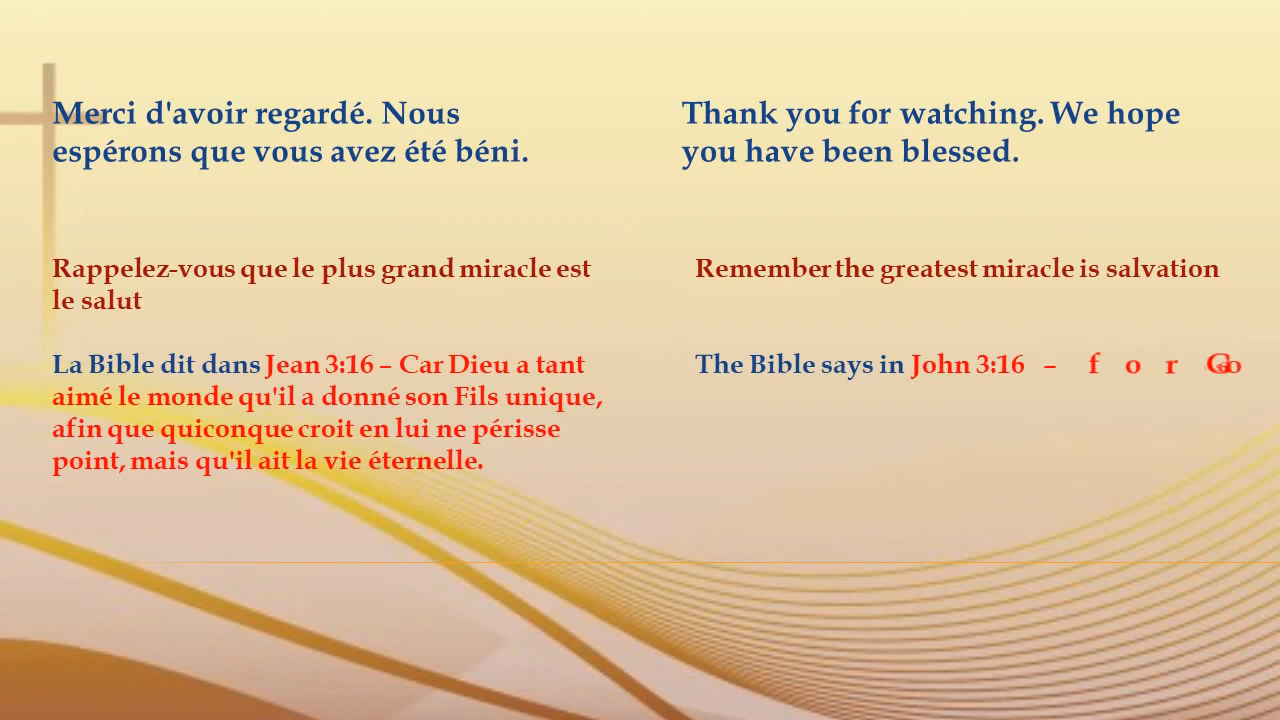 Merci d'avoir regardé. Nous
espérons que vous avez été béni.
Rappelez-vous que le plus grand miracle est
le salut
La Bible dit dans Jean 3:16 – Car Dieu a tant
aimé le monde qu'il a donné son Fils unique,
afin que quiconque croit en lui ne périsse
point, mais qu'il ait la vie éternelle.
Thank you for watching. We hope
you have been blessed.
Remember the greatest miracle is salvation
The Bible says in John 3:16 – for